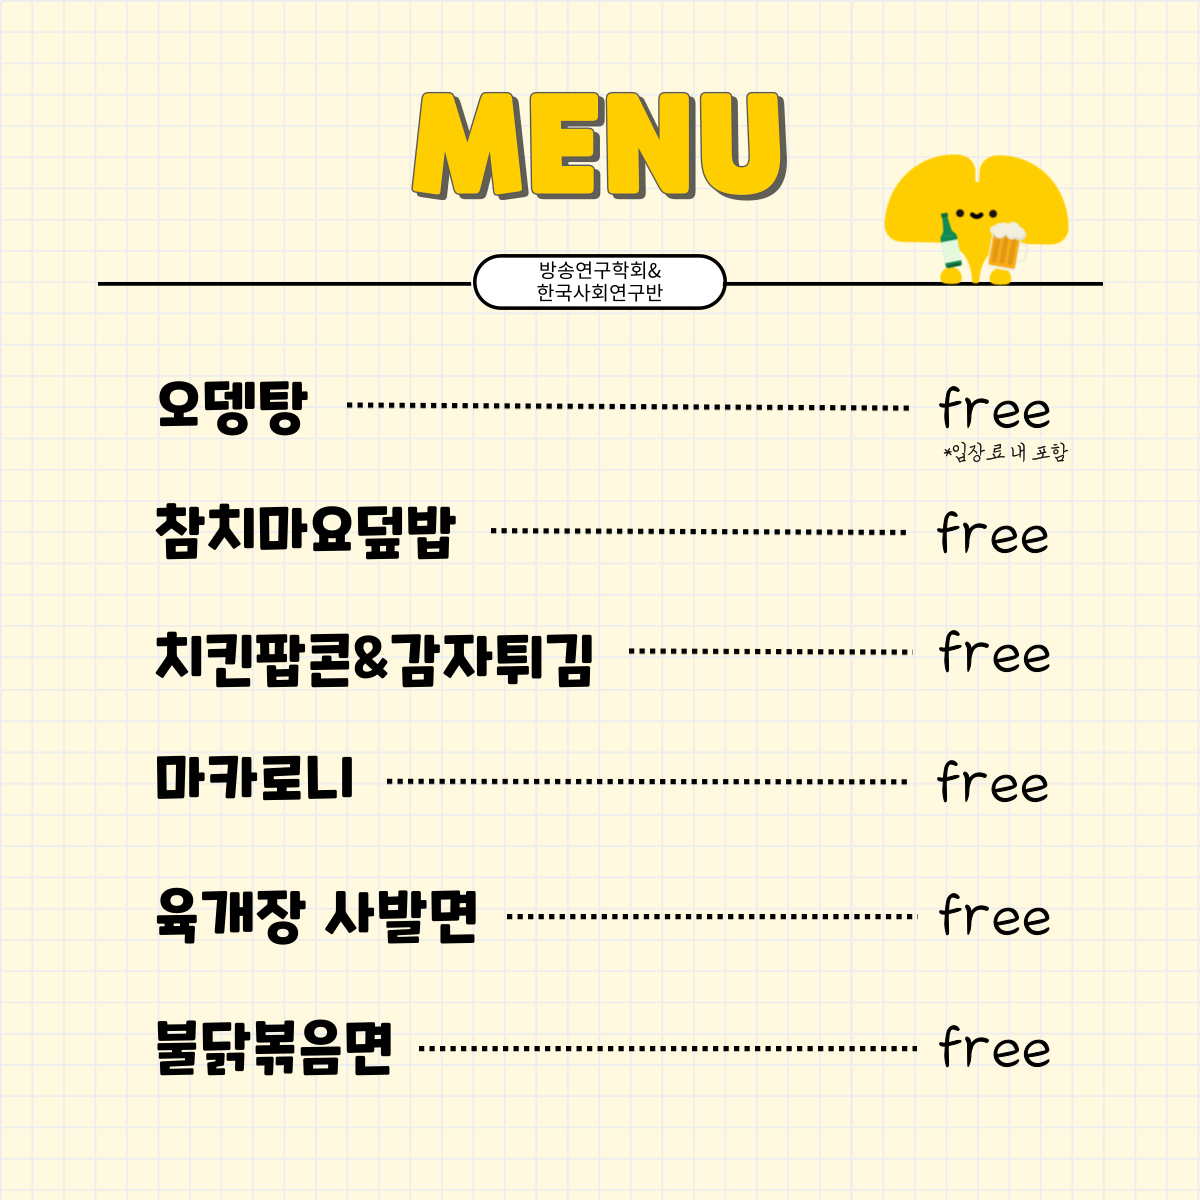 MENU
방송연구학회&
한국사회연구반
오뎅탕 free
*입장료 내 포함
참치마요덮밥 free
치킨팝콘&감자튀김 free
마카로니 free
육개장 사발면 free
불닭볶음면 free